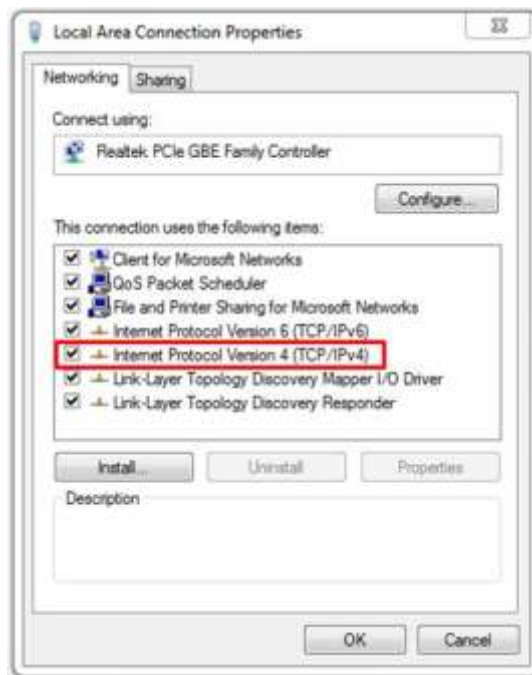 Local Area Connection Properties
Networking Sharing
Connect using:
Realtek PCIe GBE Family Controller
Configure...
This connection uses the following items:
Client for Microsoft Networks
QoS Packet Scheduler
File and Printer Sharing for Microsoft Networks
Internet Protocol Version 6 (TCP/IPv6)
Internet Protocol Version 4 (TCP/IPv4)
Link-Layer Topology Discovery Mapper I/O Driver
Link-Layer Topology Discovery Responder
Install... Uninstall Properties
Description
OK Cancel